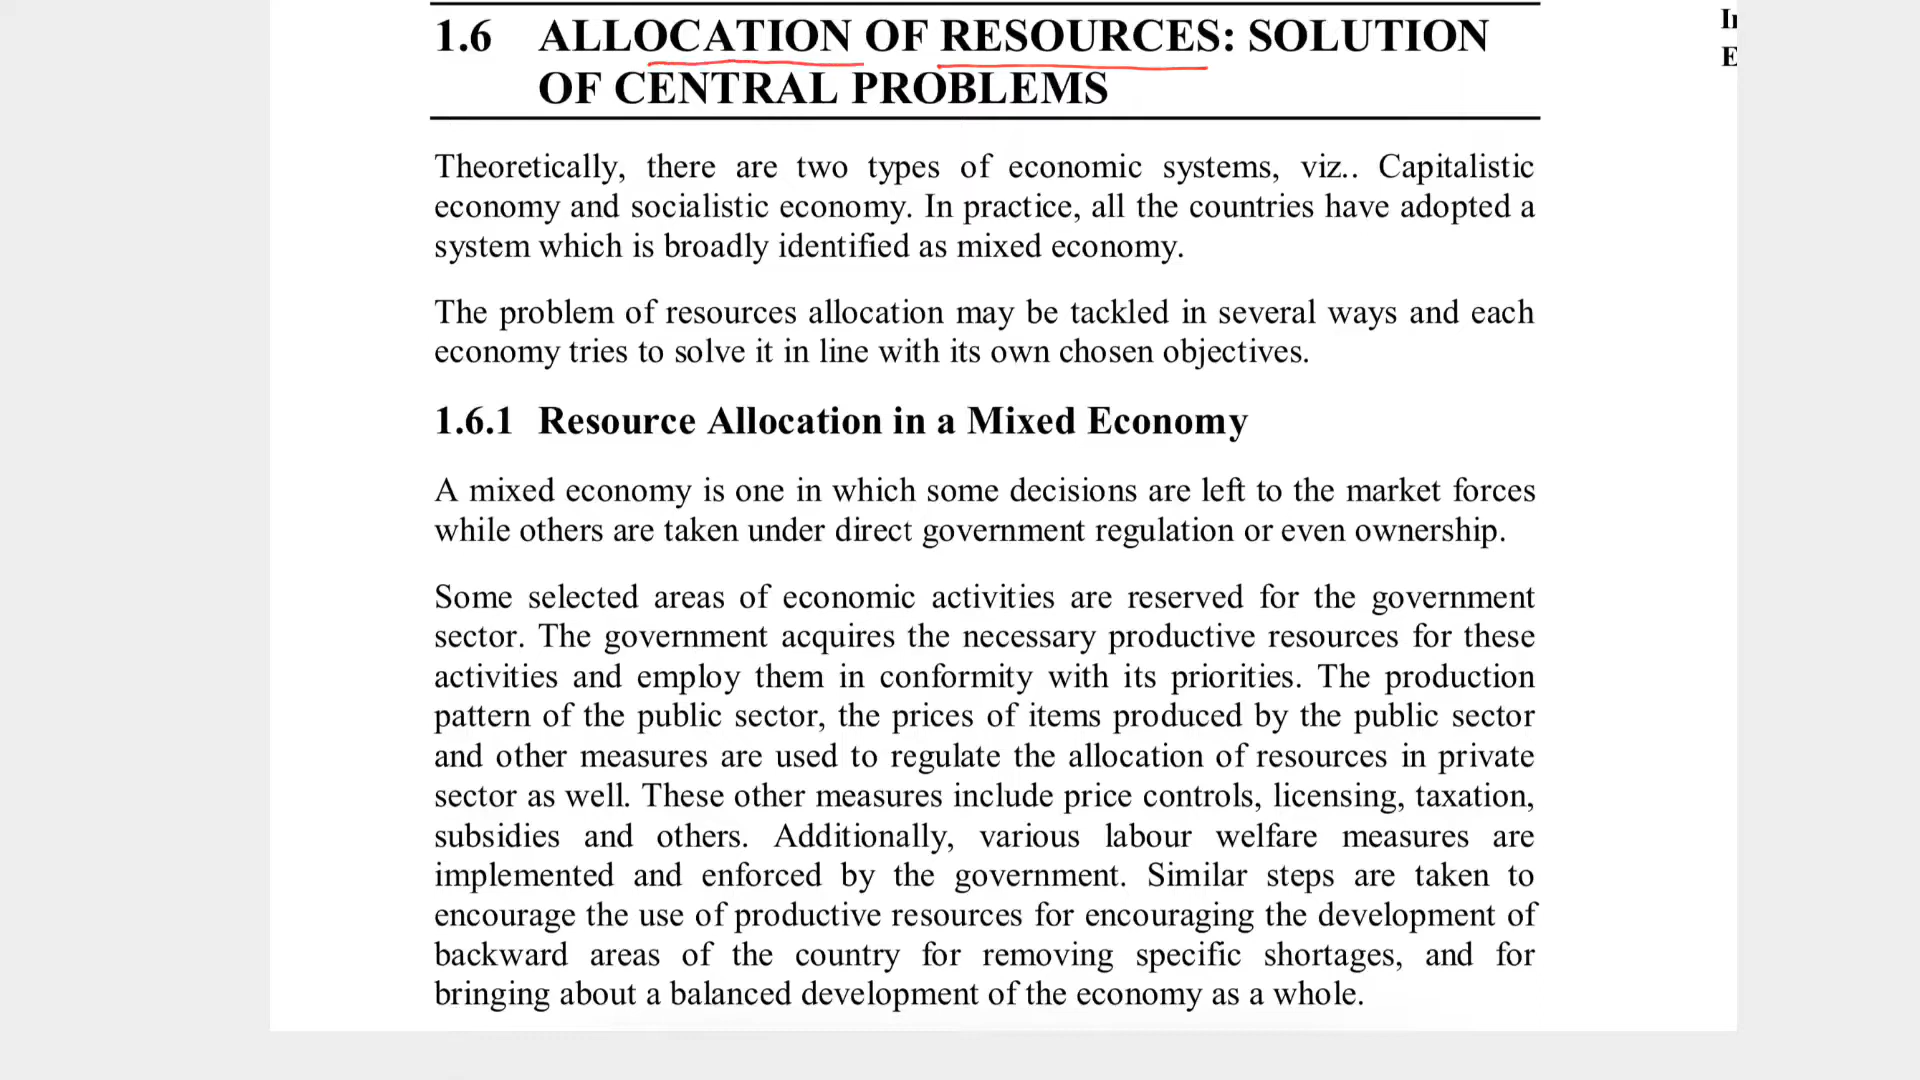 1.6 ALLOCATION OF RESOURCES: SOLUTION
OF CENTRAL PROBLEMS
Theoretically, there are two types of economic systems, viz.. Capitalistic
economy and socialistic economy. In practice, all the countries have adopted a
system which is broadly identified as mixed economy.
The problem of resources allocation may be tackled in several ways and each
economy tries to solve it in line with its own chosen objectives.
1.6.1 Resource Allocation in a Mixed Economy
A mixed economy is one in which some decisions are left to the market forces
while others are taken under direct government regulation or even ownership.
Some selected areas of economic activities are reserved for the government
sector. The government acquires the necessary productive resources for these
activities and employ them in conformity with its priorities. The production
pattern of the public sector, the prices of items produced by the public sector
and other measures are used to regulate the allocation of resources in private
sector as well. These other measures include price controls, licensing, taxation,
subsidies and others. Additionally, various labour welfare measures are
implemented and enforced by the government. Similar steps are taken to
encourage the use of productive resources for encouraging the development of
backward areas of the country for removing specific shortages, and for
bringing about a balanced development of the economy as a whole.